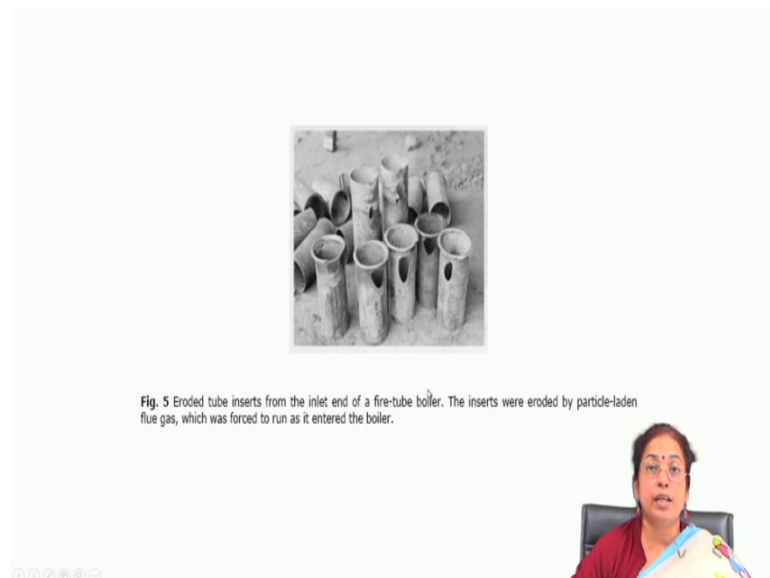 Fig. 5 Eroded tube inserts from the inlet end of a fire-tube boiler. The inserts were eroded by particle-laden
flue gas, which was forced to run as it entered the boiler.